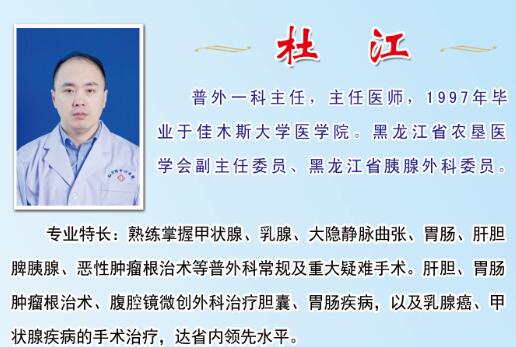 杜 江
普外一科主任，主任医师，1997年毕
业于佳木斯大学医学院。黑龙江省农垦医
学会副主任委员、黑龙江省胰腺外科委员。
专业特长：熟练掌握甲状腺、乳腺、大隐静脉曲张、胃肠、肝胆
脾胰腺、恶性肿瘤根治术等普外科常规及重大疑难手术。肝胆、胃肠
肿瘤根治术、腹腔镜微创外科治疗胆囊、胃肠疾病，以及乳腺癌、甲
状腺疾病的手术治疗，达省内领先水平。